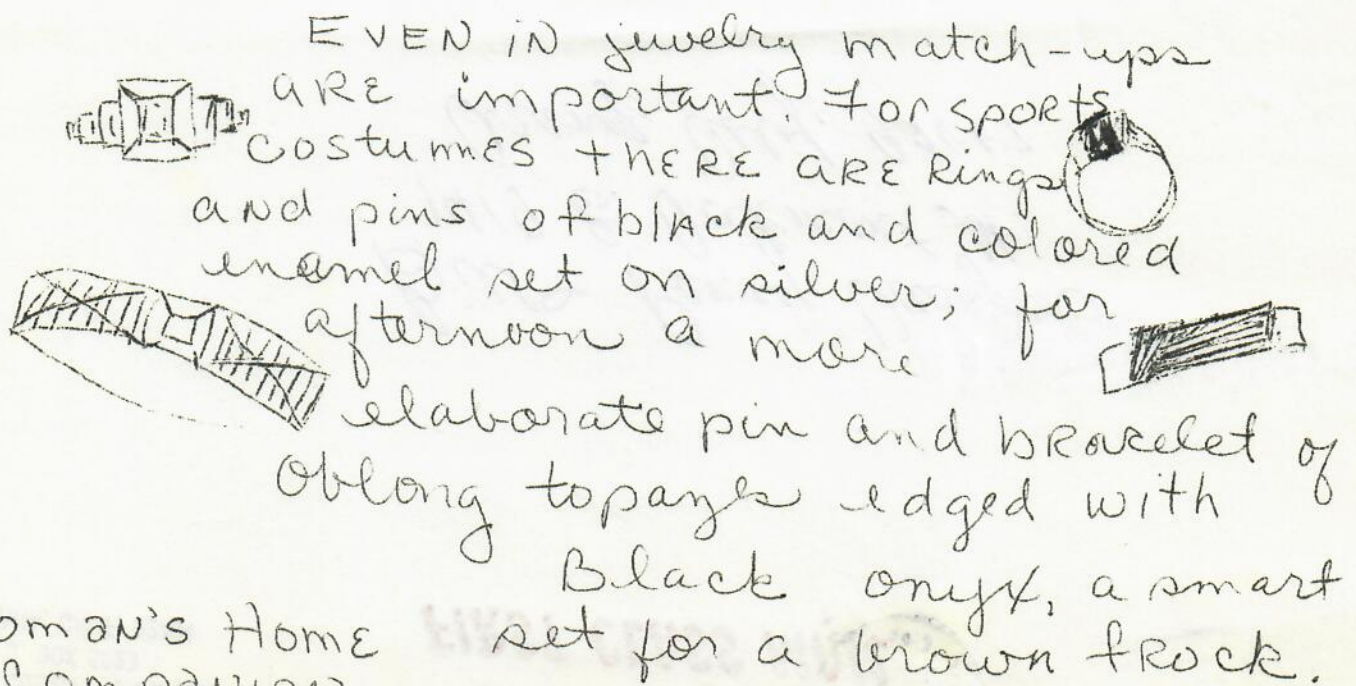 EVEN IN jewelry match-ups
ARE important. For sports
costumes there are Rings
and pins of black and colored
enamel set on silver; for
afternoon a more
elaborate pin and bracelet of
oblong topazes edged with
Black onyx, a smart
set for a brown frock.
oman's Home
Companion